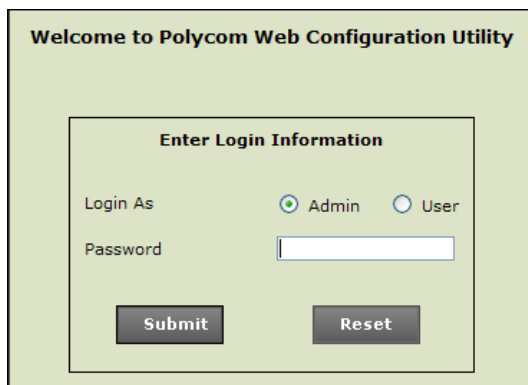 Welcome to Polycom Web Configuration Utility
Enter Login Information
Login As Admin User
Password
Submit Reset